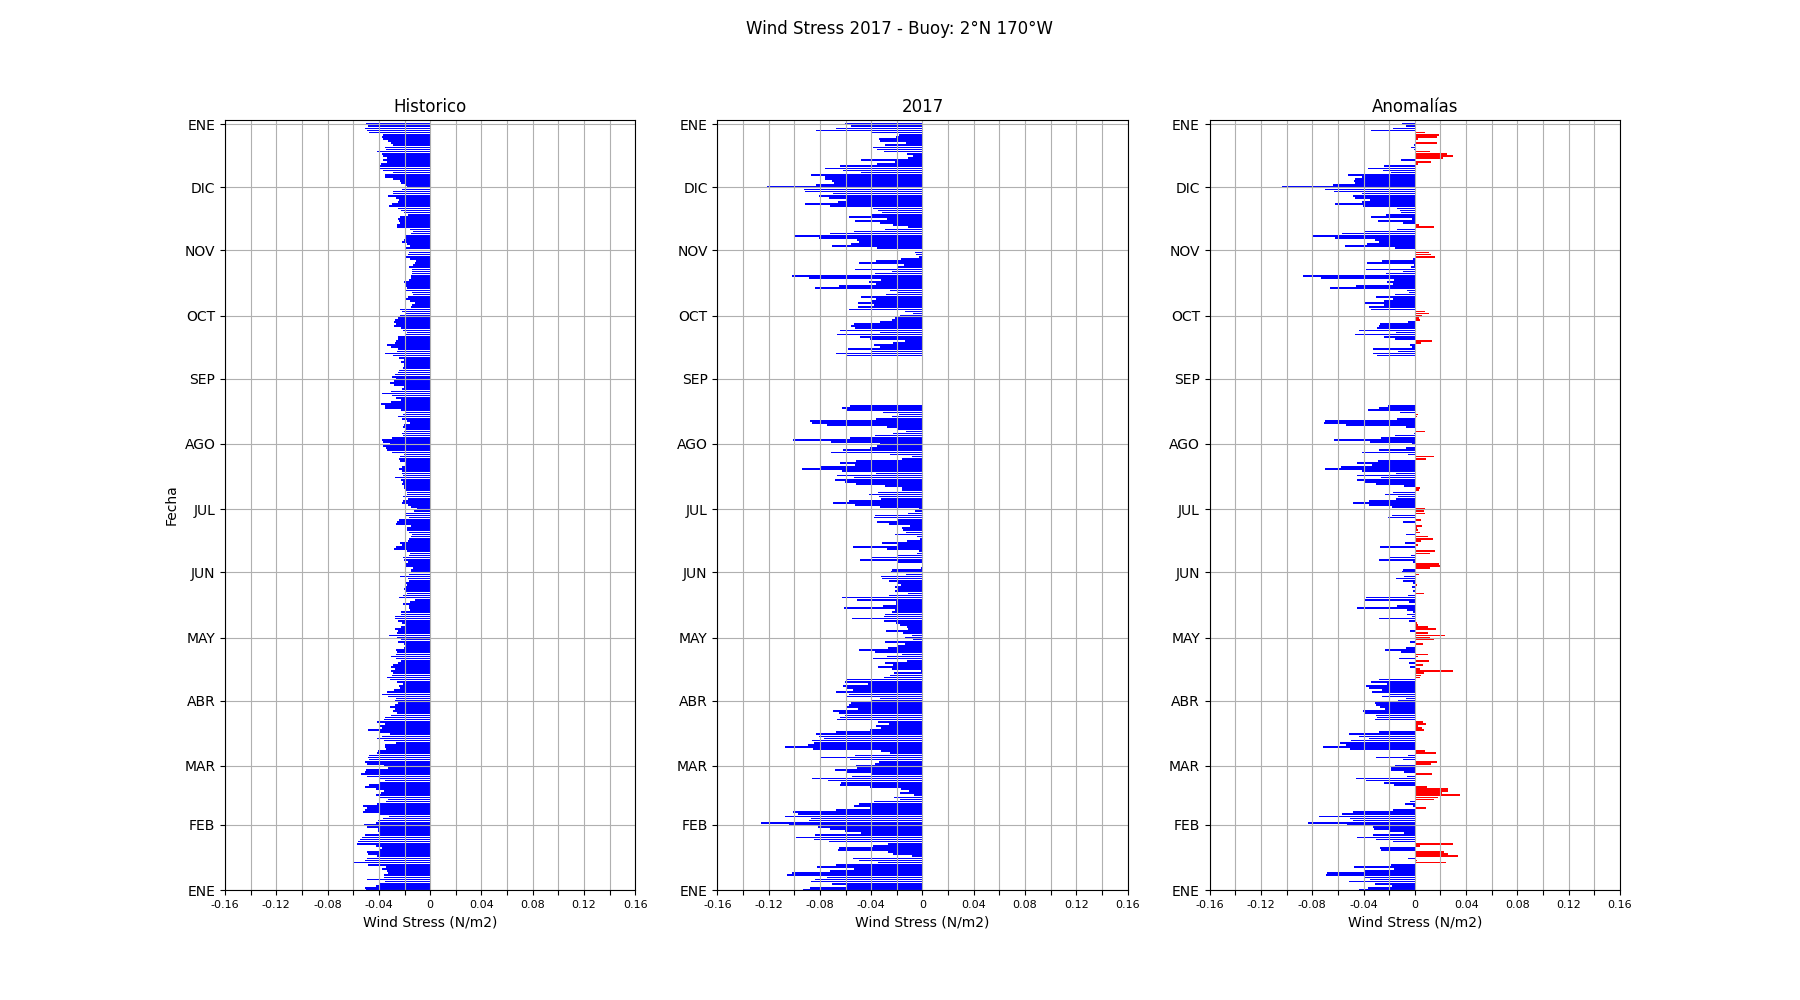 Wind Stress 2017 - Buoy: 2°N 170°W
Historico
2017
Anomalías
ENE
DIC
NOV
OCT
SEP
AGO
JUL
JUN
MAY
ABR
MAR
FEB
ENE
Fecha
-0.16 -0.12 -0.08 -0.04 0 0.04 0.08 0.12 0.16
Wind Stress (N/m2)
ENE
DIC
NOV
OCT
SEP
AGO
JUL
JUN
MAY
ABR
MAR
FEB
ENE
-0.16 -0.12 -0.08 -0.04 0 0.04 0.08 0.12 0.16
Wind Stress (N/m2)
ENE
DIC
NOV
OCT
SEP
AGO
JUL
JUN
MAY
ABR
MAR
FEB
ENE
-0.16 -0.12 -0.08 -0.04 0 0.04 0.08 0.12 0.16
Wind Stress (N/m2)